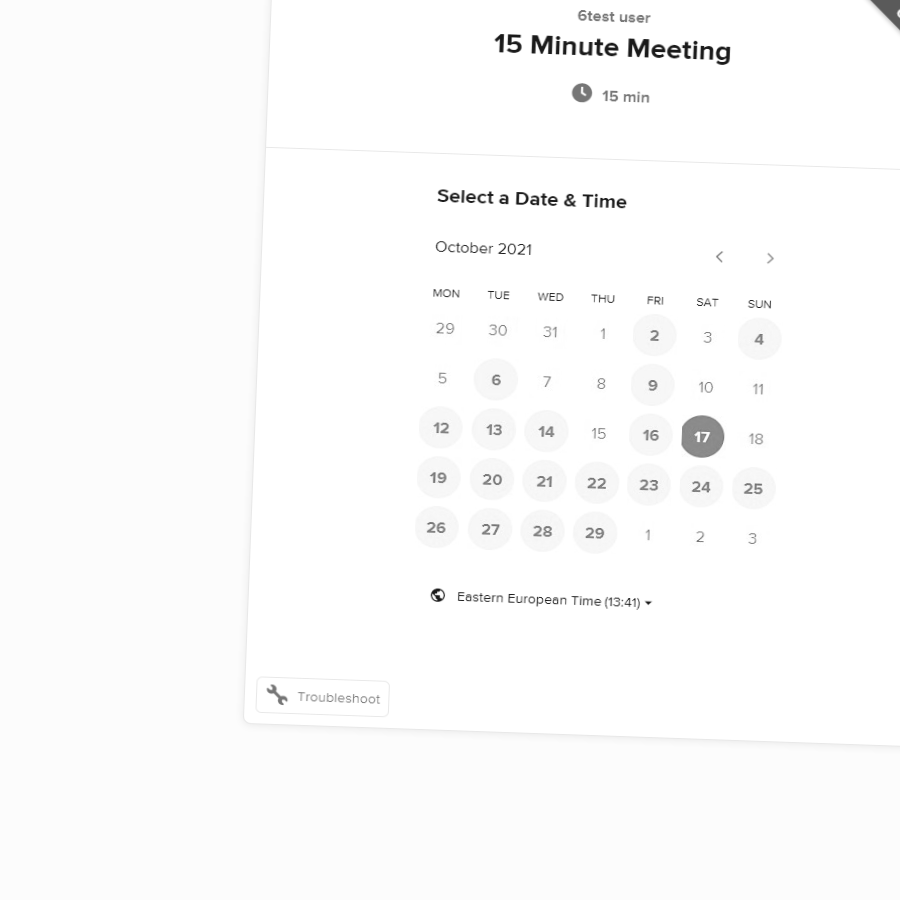 6test user
15 Minute Meeting
15 min
Select a Date & Time
October 2021
MON TUE WED THU FRI SAT SUN
29 30 31 1 2 3 4
5 6 7 8 9 10 11
12 13 14 15 16 17 18
19 20 21 22 23 24 25
26 27 28 29 1 2 3
Eastern European Time (13:41)
Troubleshoot